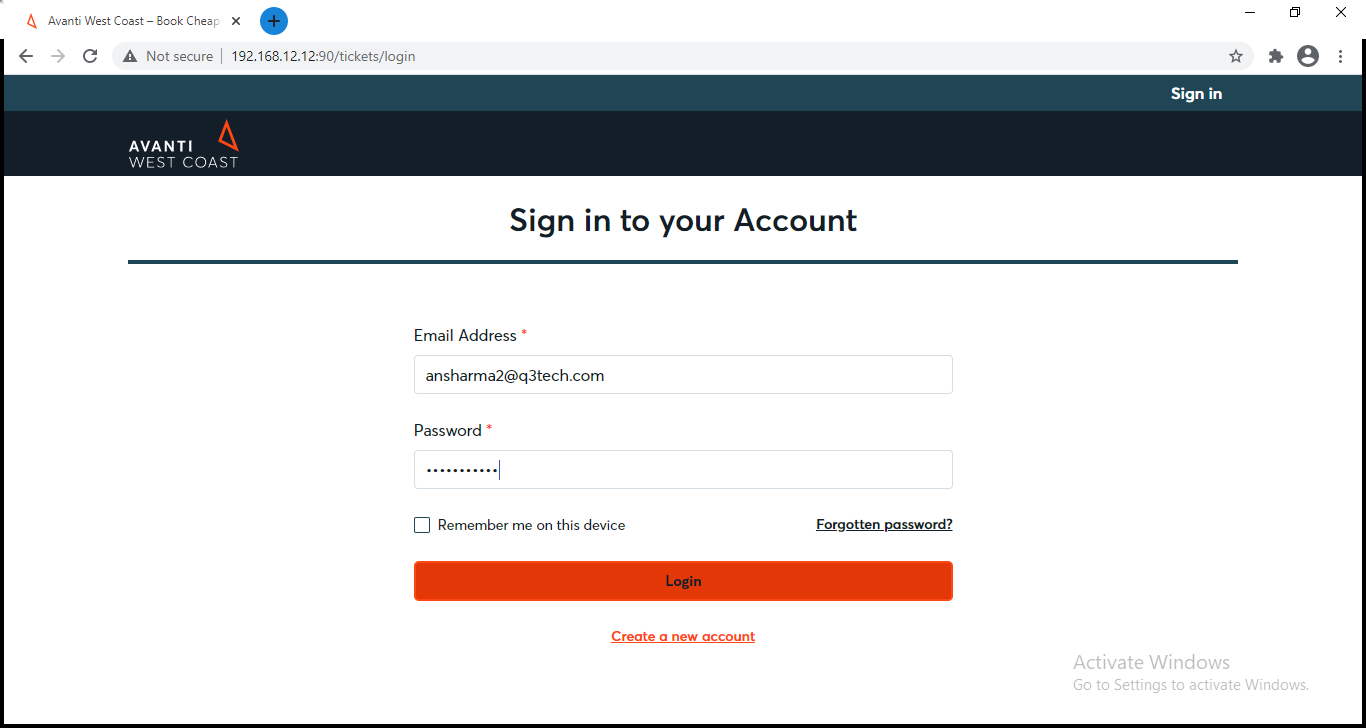 Avanti West Coast – Book Cheap
Not secure 192.168.12.12:90/tickets/login
Sign in
AVANTI
WEST COAST
Sign in to your Account
Email Address *
ansharma2@q3tech.com
Password *
•••••••••••
Remember me on this device Forgotten password?
Login
Create a new account
Activate Windows
Go to Settings to activate Windows.